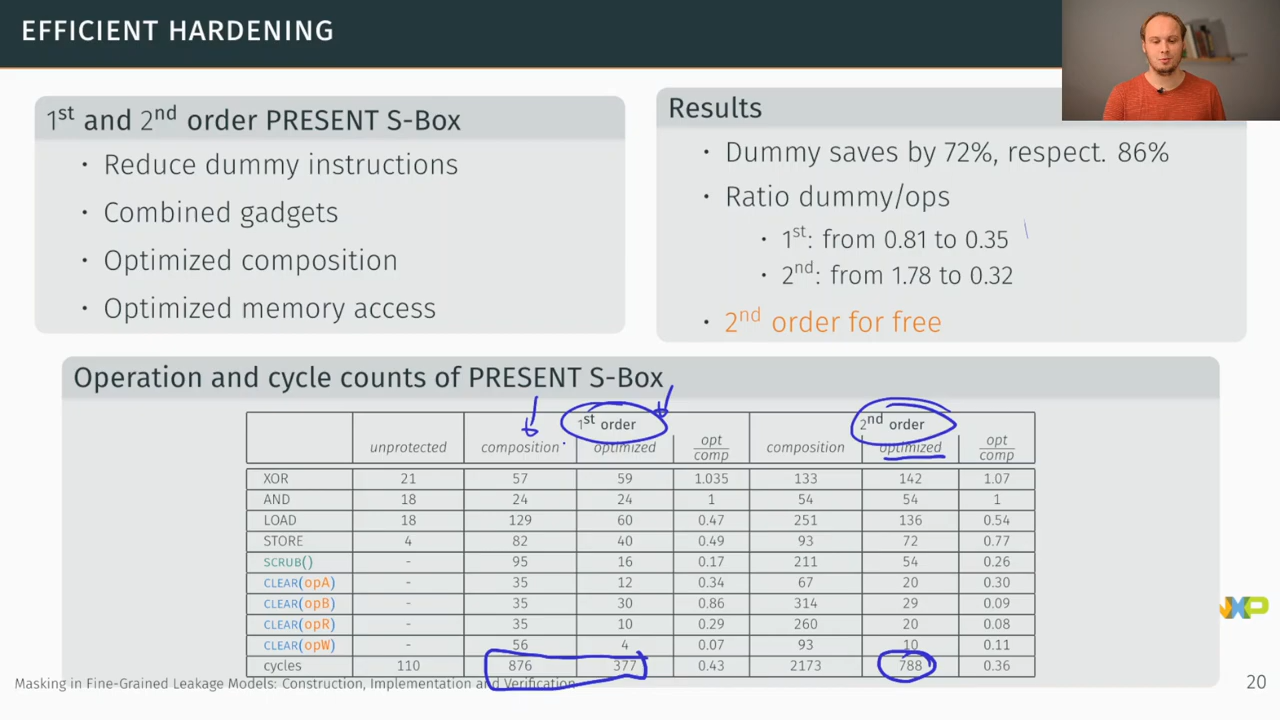 EFFICIENT HARDENING
1st and 2nd order PRESENT S-Box
· Reduce dummy instructions
· Combined gadgets
· Optimized composition
· Optimized memory access
Results
· Dummy saves by 72%, respect. 86%
· Ratio dummy/ops
· 1st: from 0.81 to 0.35
· 2nd: from 1.78 to 0.32
· 2nd order for free
Operation and cycle counts of PRESENT S-Box
1st order 2nd order
unprotected composition optimized opt/comp composition optimized opt/comp
XOR 21 57 59 1.035 133 142 1.07
AND 18 24 24 1 54 54 1
LOAD 18 129 60 0.47 251 136 0.54
STORE 4 82 40 0.49 93 72 0.77
SCRUB() - 95 16 0.17 211 54 0.26
CLEAR(opA) - 35 12 0.34 67 20 0.30
CLEAR(opB) - 35 30 0.86 314 29 0.09
CLEAR(opR) - 35 10 0.29 260 20 0.08
CLEAR(opW) - 56 4 0.07 93 10 0.11
cycles 110 876 377 0.43 2173 788 0.36
NXP
Masking in Fine-Grained Leakage Models: Construction, Implementation and Verification
20